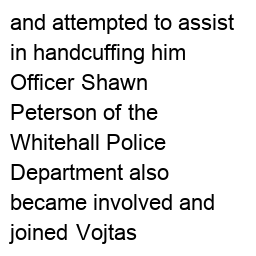 and attempted to assist
in handcuffing him
Officer Shawn
Peterson of the
Whitehall Police
Department also
became involved and
joined Vojtas